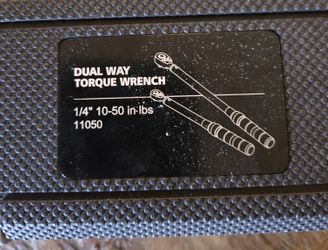 DUAL WAY
TORQUE WRENCH
1/4" 10-50 in·lbs
11050